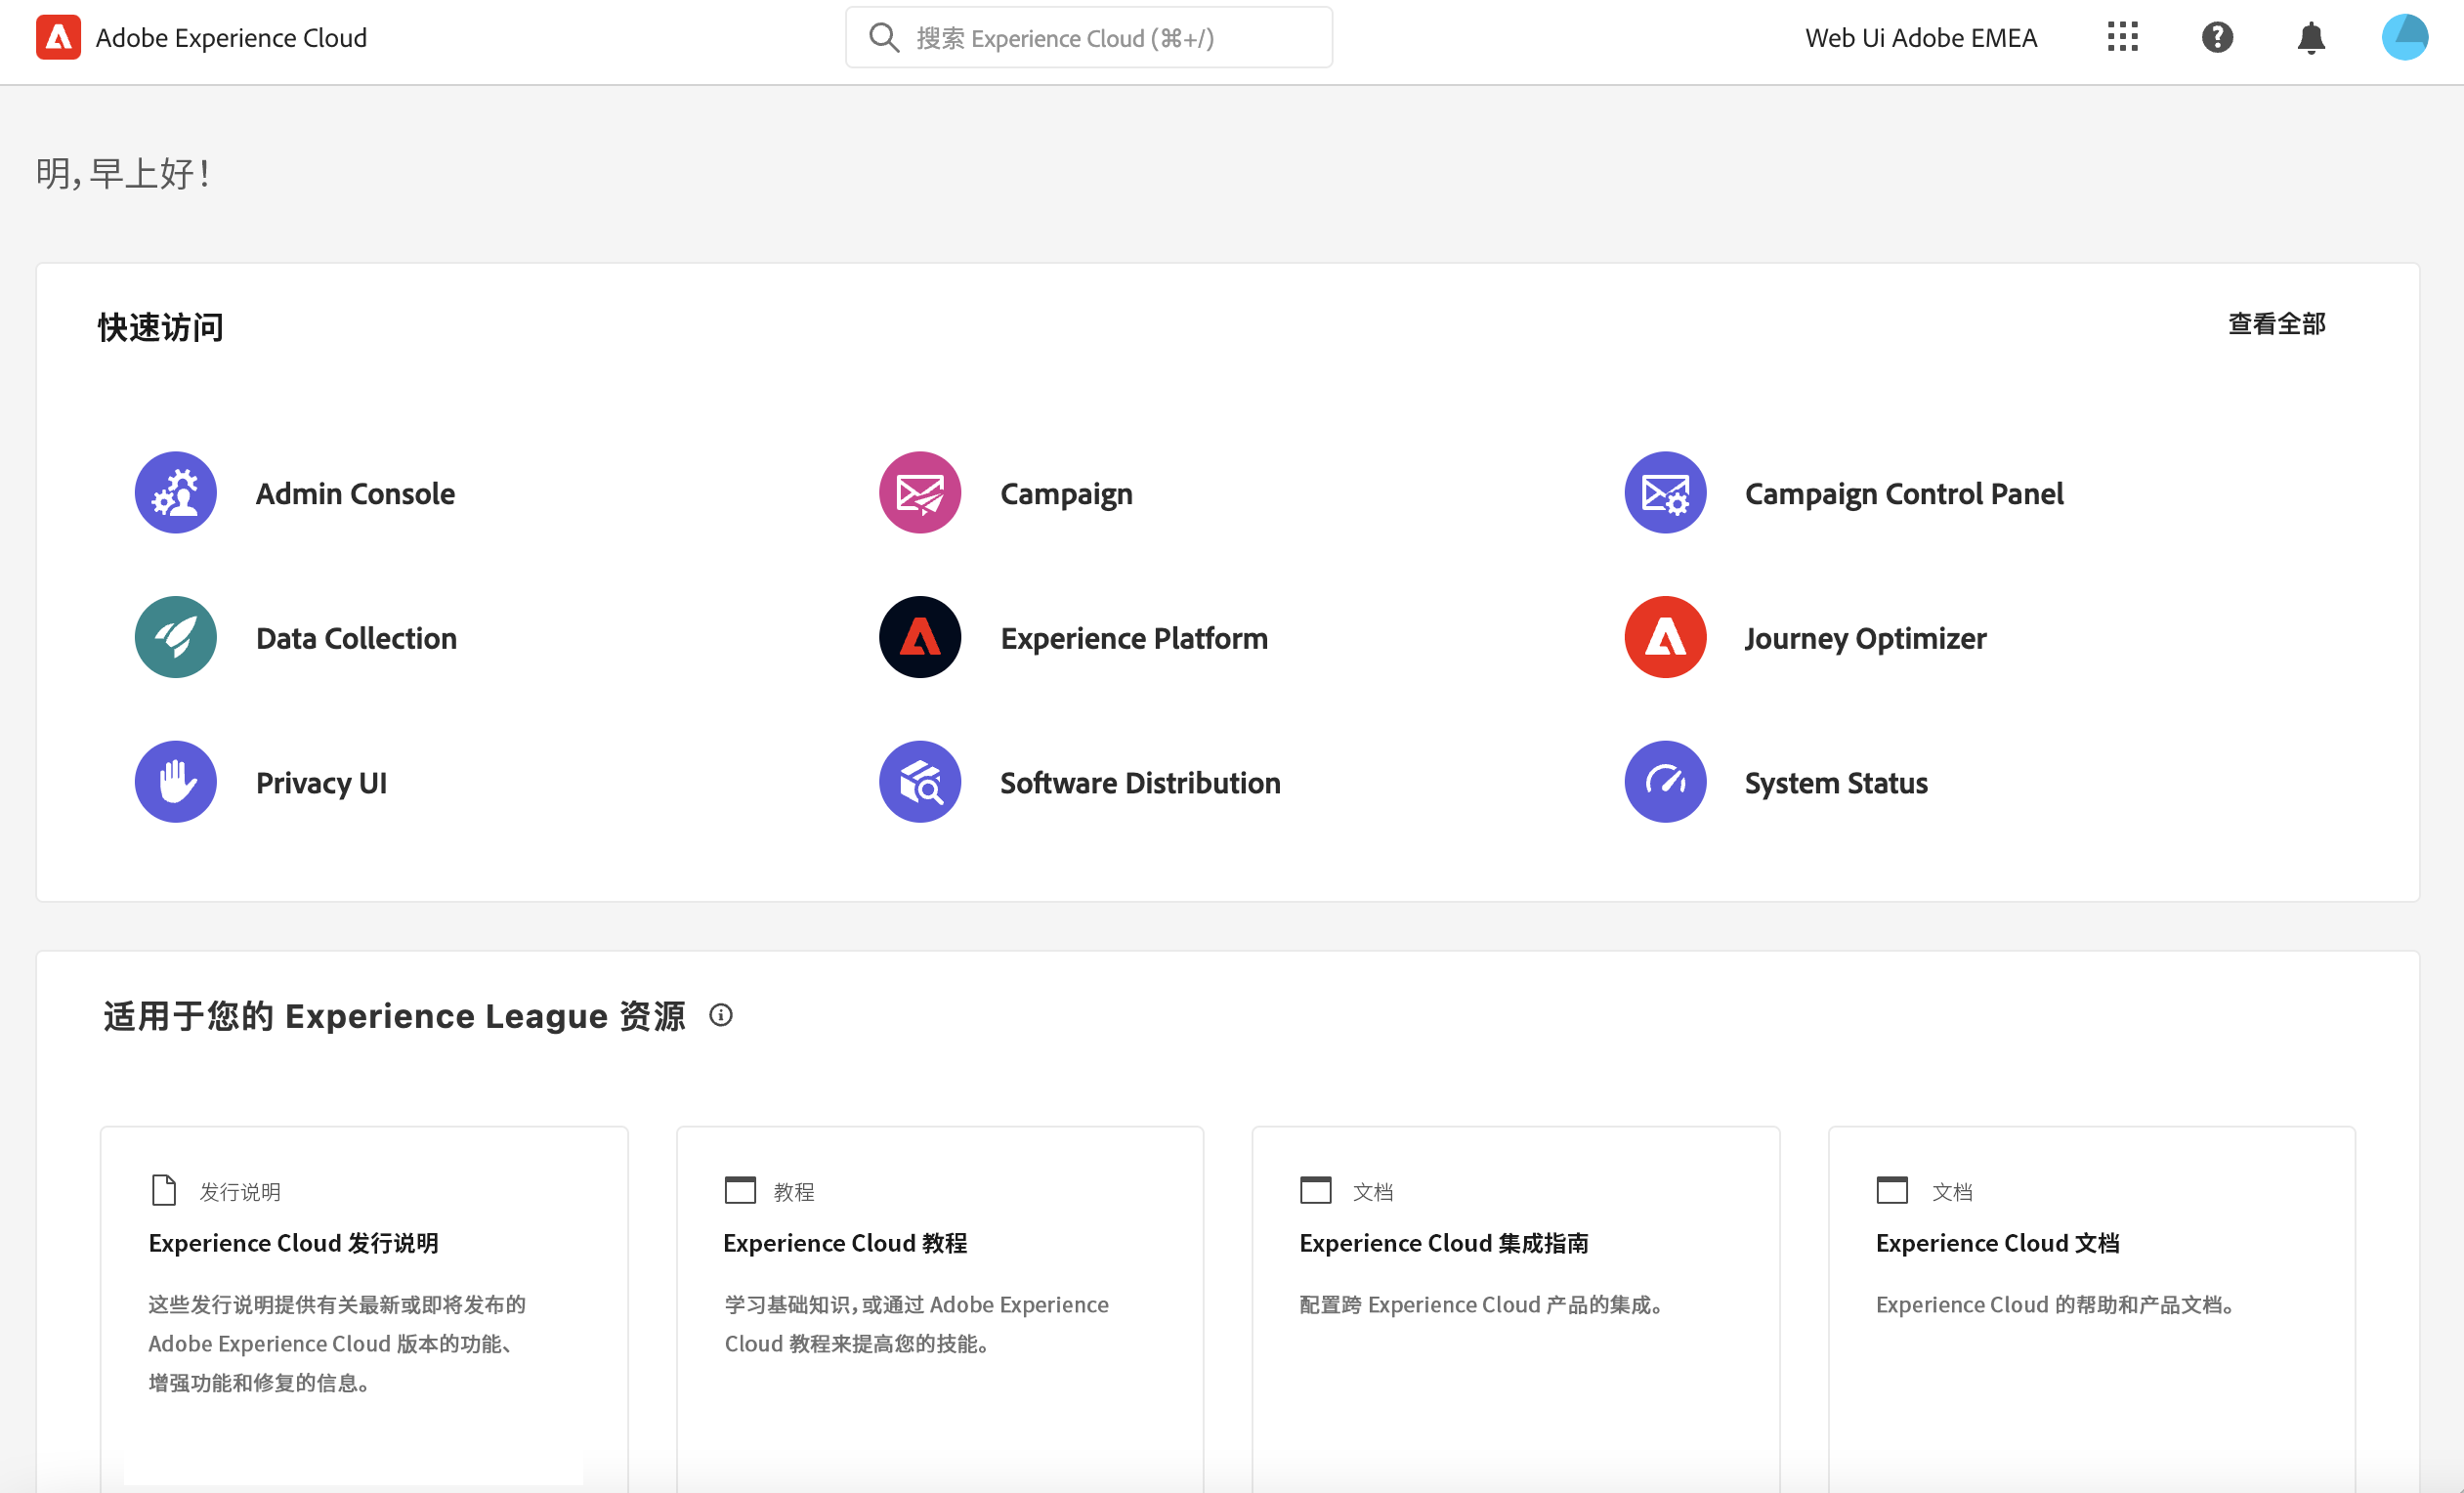 Adobe Experience Cloud
搜索 Experience Cloud (⌘+/)
Web Ui Adobe EMEA
明,早上好!
快速访问
查看全部
Admin Console
Campaign
Campaign Control Panel
Data Collection
Experience Platform
Journey Optimizer
Privacy UI
Software Distribution
System Status
适用于您的 Experience League 资源
发行说明
Experience Cloud 发行说明
这些发行说明提供有关最新或即将发布的
Adobe Experience Cloud 版本的功能、
增强功能和修复的信息。
教程
Experience Cloud 教程
学习基础知识,或通过 Adobe Experience
Cloud 教程来提高您的技能。
文档
Experience Cloud 集成指南
配置跨 Experience Cloud 产品的集成。
文档
Experience Cloud 文档
Experience Cloud 的帮助和产品文档。